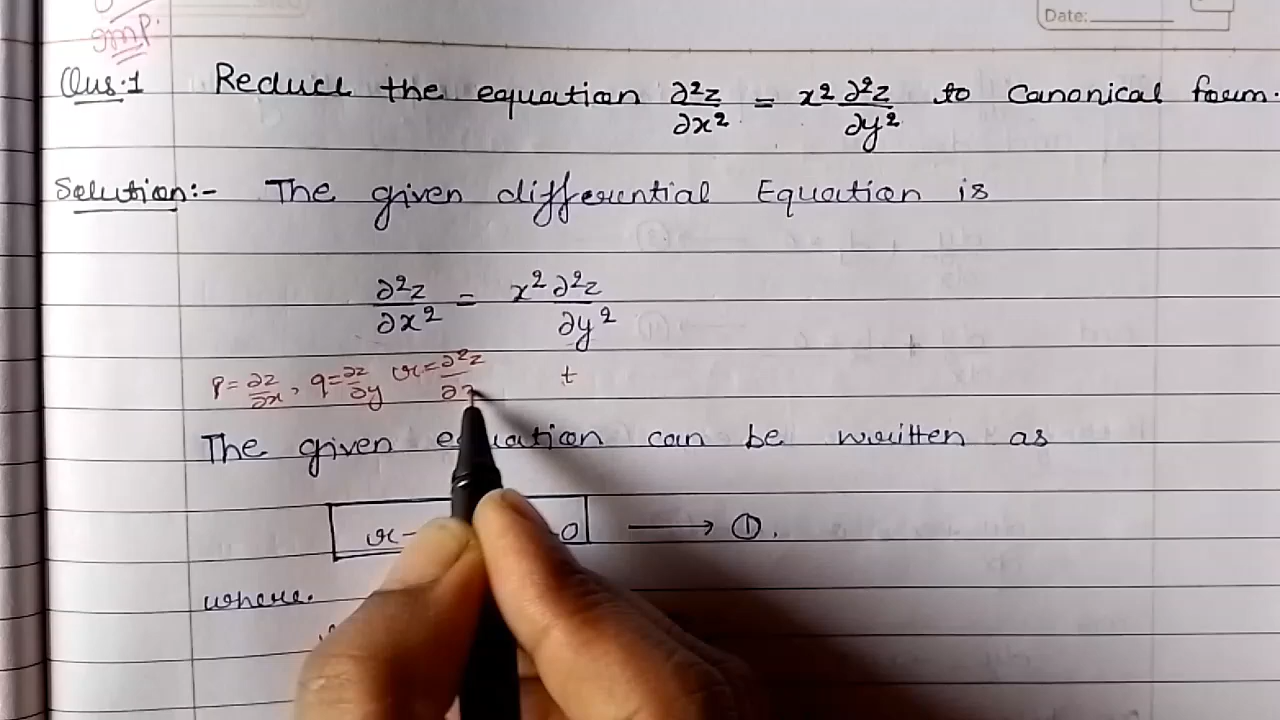 Imp.
Date:
Ques.1 Reduce the equation ∂²z/∂x² = x² ∂²z/∂y² to canonical form.
Solution:- The given differential Equation is
∂²z/∂x² = x² ∂²z/∂y²
p = ∂z/∂x, q = ∂z/∂y r = ∂²z/∂x t
The given equation can be written as
r - 0 → ①.
where.